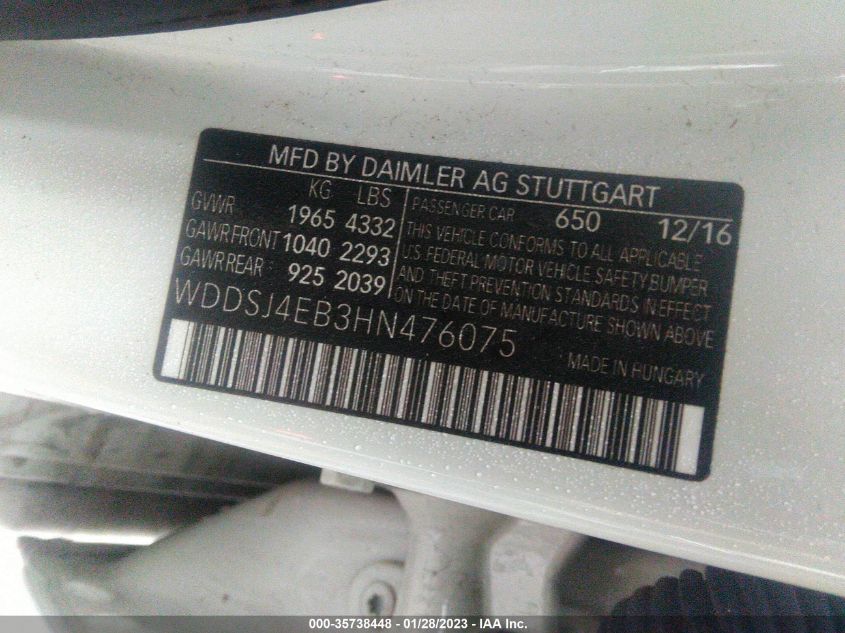 MFD BY DAIMLER AG STUTTGART
KG LBS
GVWR 1965 4332
GAWR FRONT 1040 2293
GAWR REAR 925 2039
PASSENGER CAR 650 12/16
THIS VEHICLE CONFORMS TO ALL APPLICABLE
U.S. FEDERAL MOTOR VEHICLE SAFETY BUMPER
AND THEFT PREVENTION STANDARDS IN EFFECT
ON THE DATE OF MANUFACTURE SHOWN ABOVE
WDDSJ4EB3HN476075
MADE IN HUNGARY
000-35738448 - 01/28/2023 - © IAA Inc.